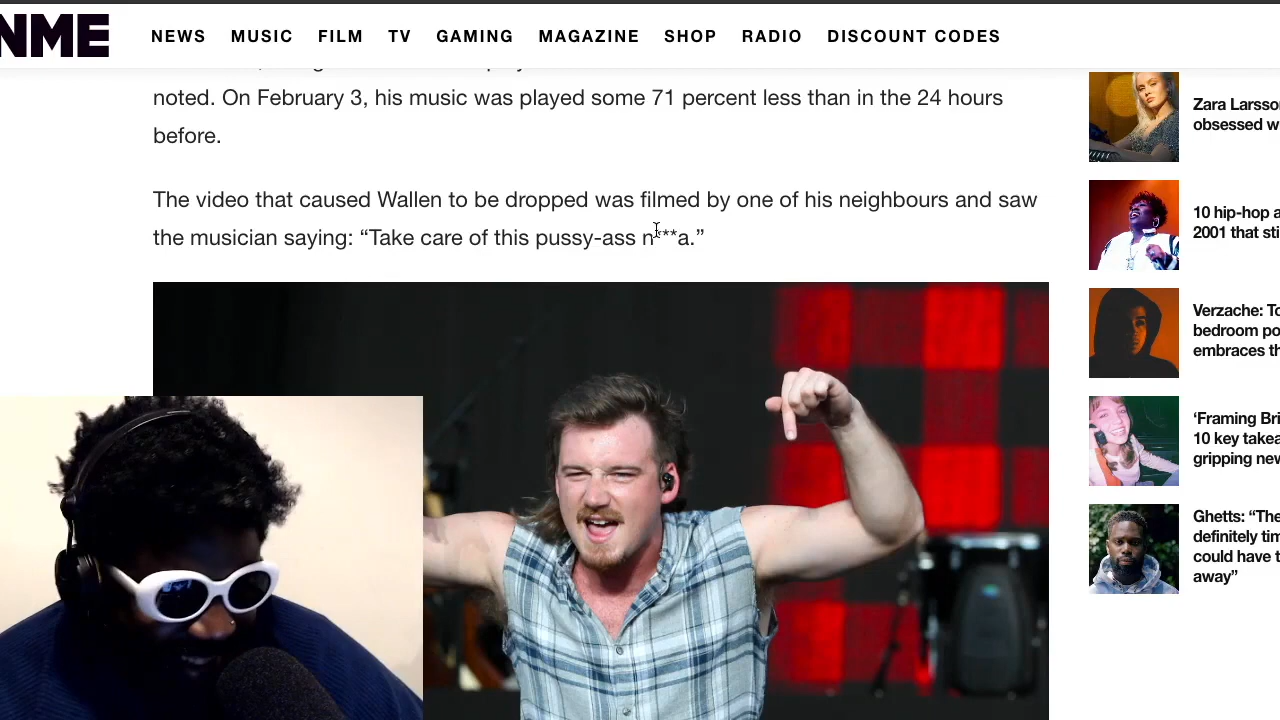 NME
NEWS MUSIC FILM TV GAMING MAGAZINE SHOP RADIO DISCOUNT CODES
noted. On February 3, his music was played some 71 percent less than in the 24 hours
before.
The video that caused Wallen to be dropped was filmed by one of his neighbours and saw
the musician saying: “Take care of this pussy-ass n***a.”
Zara Larsso
obsessed w
10 hip-hop a
2001 that sti
Verzache: To
bedroom po
embraces th
‘Framing Bri
10 key takea
gripping new
Ghetts: “The
definitely tim
could have t
away”